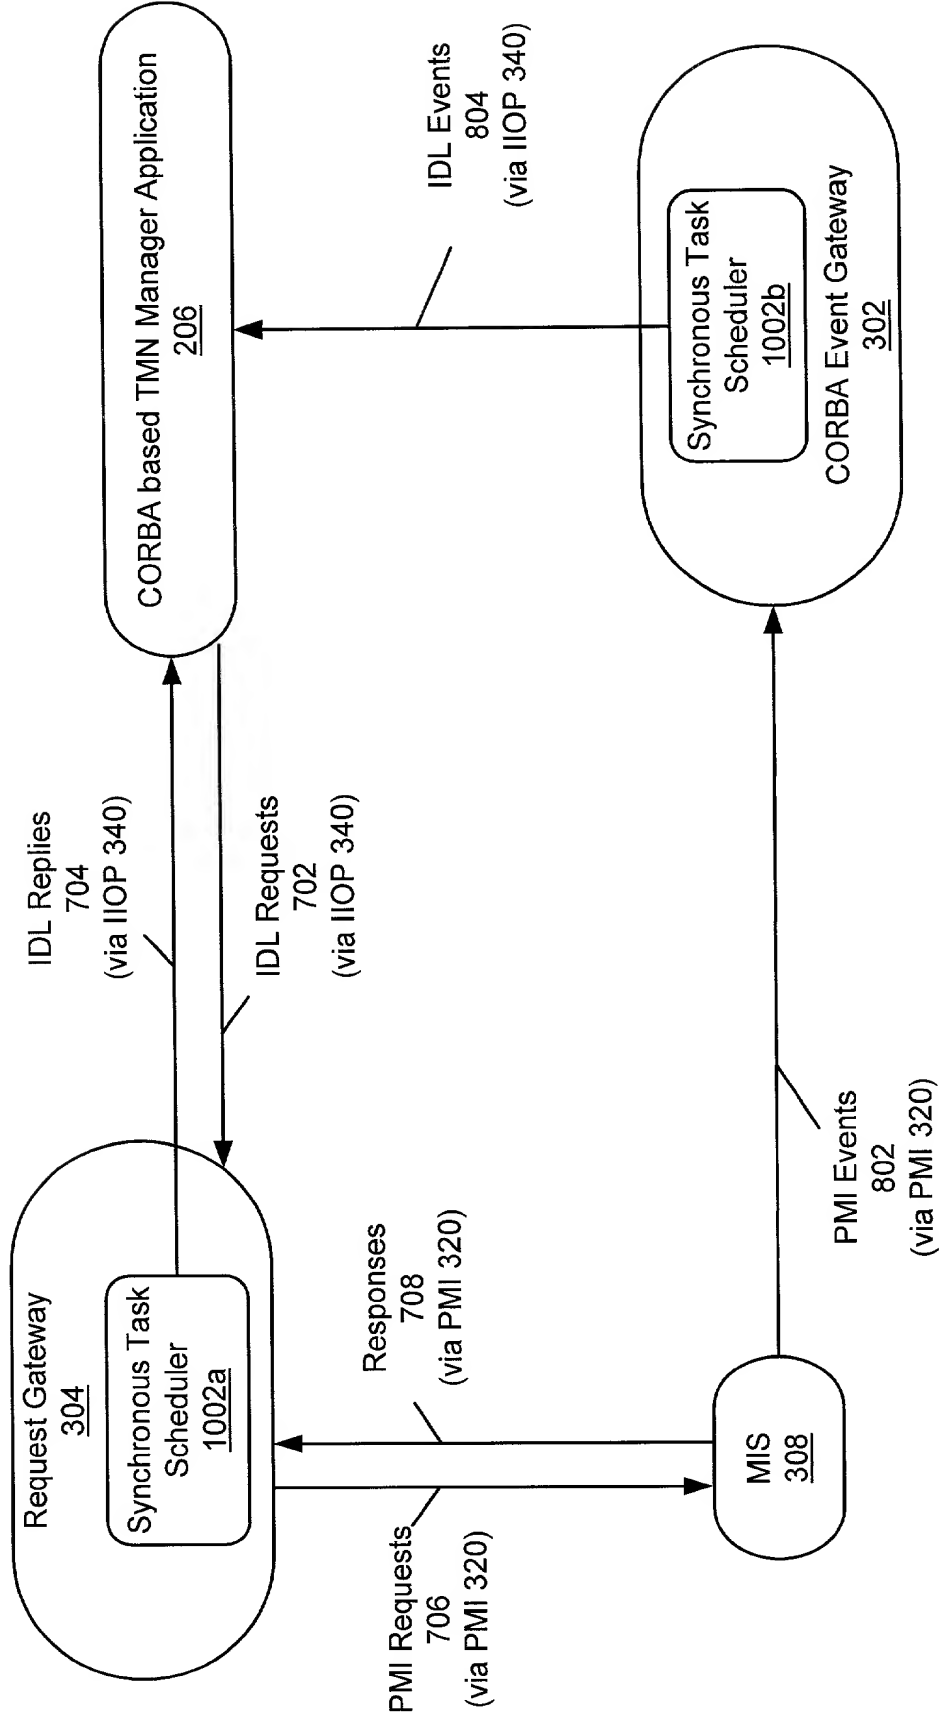 Request Gateway
304
Synchronous Task
Scheduler
1002a
IDL Replies
704
(via IIOP 340)
IDL Requests
702
(via IIOP 340)
CORBA based TMN Manager Application
206
PMI Requests
706
(via PMI 320)
Responses
708
(via PMI 320)
IDL Events
804
(via IIOP 340)
MIS
308
PMI Events
802
(via PMI 320)
Synchronous Task
Scheduler
1002b
CORBA Event Gateway
302